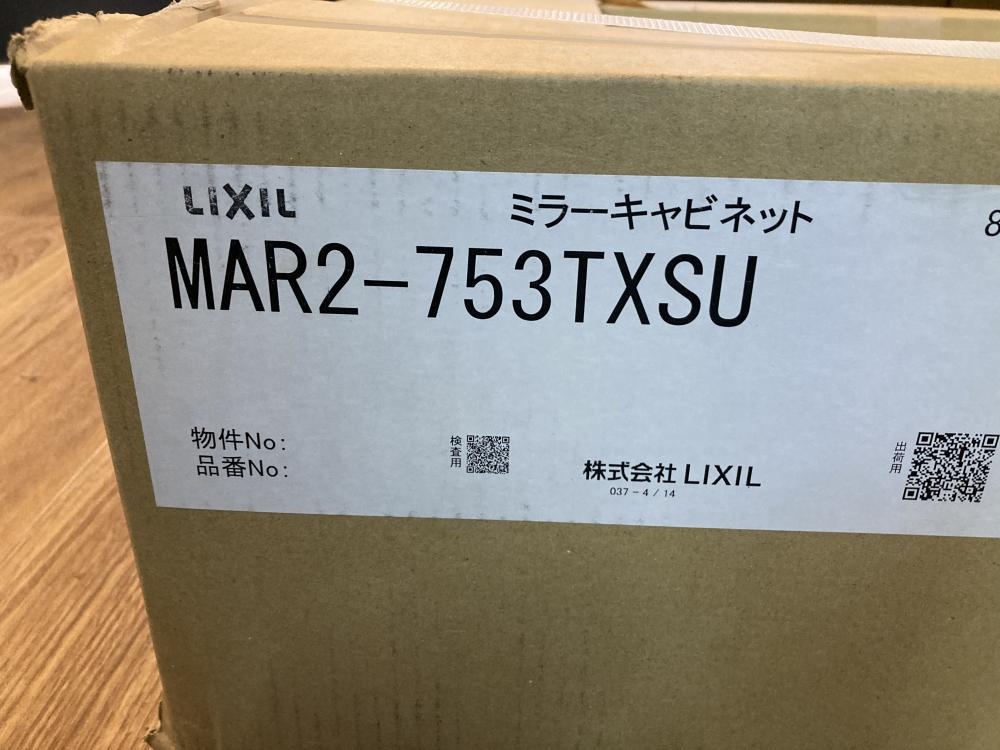 LIXIL
ミラーキャビネット
8
MAR2-753TXSU
物件No:
品番No:
検査用
株式会社 LIXIL
037-4/14
出荷用